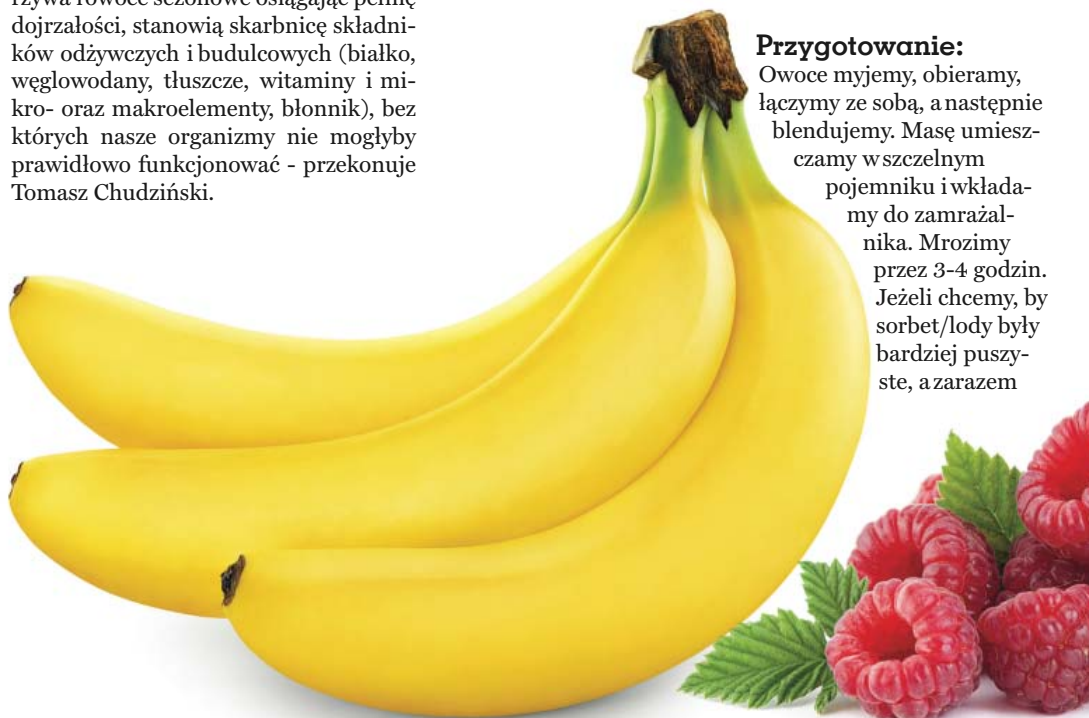 dojrzałości, stanowią skarbnicę składni-
ków odżywczych i budulcowych (białko,
węglowodany, tłuszcze, witaminy i mi-
kro- oraz makroelementy, błonnik), bez
których nasze organizmy nie mogłyby
prawidłowo funkcjonować - przekonuje
Tomasz Chudziński.
Przygotowanie:
Owoce myjemy, obieramy,
łączymy ze sobą, a następnie
blendujemy. Masę umiesz-
czamy w szczelnym
pojemniku i wkłada-
my do zamrażal-
nika. Mrozimy
przez 3-4 godzin.
Jeżeli chcemy, by
sorbet/lody były
bardziej puszy-
ste, a zarazem